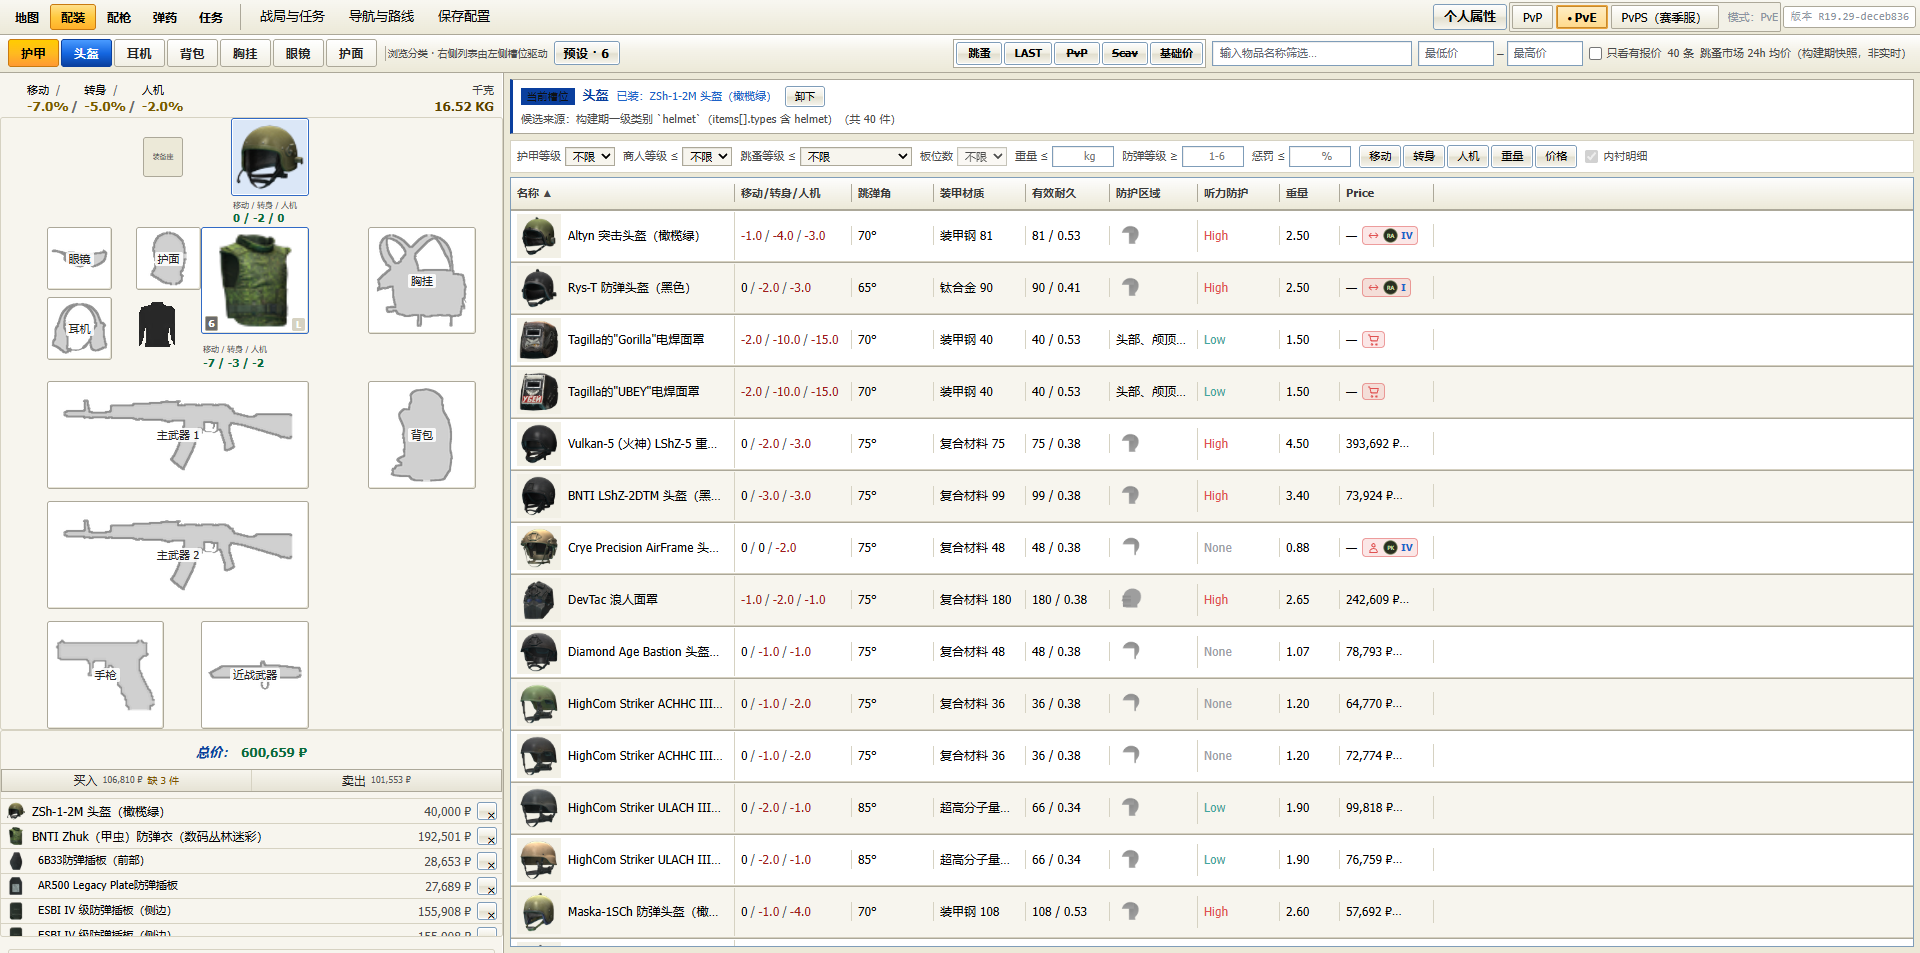 地图 配装 配枪 弹药 任务 战局与任务 导航与路线 保存配置 个人属性 PvP • PvE PvPS（赛季服） 模式：PvE 版本 R19.29-deceb836
护甲 头盔 耳机 背包 胸挂 眼镜 护面 浏览分类 · 右侧列表由左侧槽位驱动 预设 · 6 跳蚤 LAST PvP Scav 基础价 输入物品名称筛选... 最低价 – 最高价 只看有报价 40 条 跳蚤市场 24h 均价（构建期快照，非实时）
移动 / 转身 / 人机 千克
-7.0% / -5.0% / -2.0% 16.52 KG
装备座
移动 / 转身 / 人机
0 / -2 / 0
眼镜
护面
胸挂
耳机
6 L
移动 / 转身 / 人机
-7 / -3 / -2
主武器 1
背包
主武器 2
手枪
近战武器
总价： 600,659 ₽
买入 106,810 ₽ 缺 3 件 卖出 101,553 ₽
ZSh-1-2M 头盔（橄榄绿） 40,000 ₽ ×
BNTI Zhuk（甲虫）防弹衣（数码丛林迷彩） 192,501 ₽ ×
6B33防弹插板（前部） 28,653 ₽ ×
AR500 Legacy Plate防弹插板 27,689 ₽ ×
ESBI IV 级防弹插板（侧边） 155,908 ₽ ×
ESBI IV 级防弹插板（侧边） 155,908 ₽
当前槽位 头盔 已装：ZSh-1-2M 头盔（橄榄绿） 卸下
候选来源：构建期一级类别 `helmet`（items[].types 含 helmet）（共 40 件）
护甲等级 不限 商人等级 ≤ 不限 跳蚤等级 ≤ 不限 板位数 不限 重量 ≤ kg 防弹等级 ≥ 1-6 惩罚 ≤ % 移动 转身 人机 重量 价格 内衬明细
名称 ▲ 移动/转身/人机 跳弹角 装甲材质 有效耐久 防护区域 听力防护 重量 Price
Altyn 突击头盔（橄榄绿） -1.0 / -4.0 / -3.0 70° 装甲钢 81 81 / 0.53 High 2.50 — ↔ RA IV
Rys-T 防弹头盔（黑色） 0 / -2.0 / -3.0 65° 钛合金 90 90 / 0.41 High 2.50 — ↔ RA I
Tagilla的"Gorilla"电焊面罩 -2.0 / -10.0 / -15.0 70° 装甲钢 40 40 / 0.53 头部、颅顶... Low 1.50 —
Tagilla的"UBEY"电焊面罩 -2.0 / -10.0 / -15.0 70° 装甲钢 40 40 / 0.53 头部、颅顶... Low 1.50 —
Vulkan-5 (火神) LShZ-5 重... 0 / -2.0 / -3.0 75° 复合材料 75 75 / 0.38 High 4.50 393,692 ₽...
BNTI LShZ-2DTM 头盔（黑... 0 / -3.0 / -3.0 75° 复合材料 99 99 / 0.38 High 3.40 73,924 ₽...
Crye Precision AirFrame 头... 0 / 0 / -2.0 75° 复合材料 48 48 / 0.38 None 0.88 — PK IV
DevTac 浪人面罩 -1.0 / -2.0 / -1.0 75° 复合材料 180 180 / 0.38 High 2.65 242,609 ₽...
Diamond Age Bastion 头盔... 0 / -1.0 / -1.0 75° 复合材料 48 48 / 0.38 None 1.07 78,793 ₽...
HighCom Striker ACHHC III... 0 / -1.0 / -2.0 75° 复合材料 36 36 / 0.38 None 1.20 64,770 ₽...
HighCom Striker ACHHC III... 0 / -1.0 / -2.0 75° 复合材料 36 36 / 0.38 None 1.20 72,774 ₽...
HighCom Striker ULACH III... 0 / -2.0 / -1.0 85° 超高分子量... 66 / 0.34 Low 1.90 99,818 ₽...
HighCom Striker ULACH III... 0 / -2.0 / -1.0 85° 超高分子量... 66 / 0.34 Low 1.90 76,759 ₽...
Maska-1SCh 防弹头盔（橄... 0 / -1.0 / -4.0 70° 装甲钢 108 108 / 0.53 High 2.60 57,692 ₽...